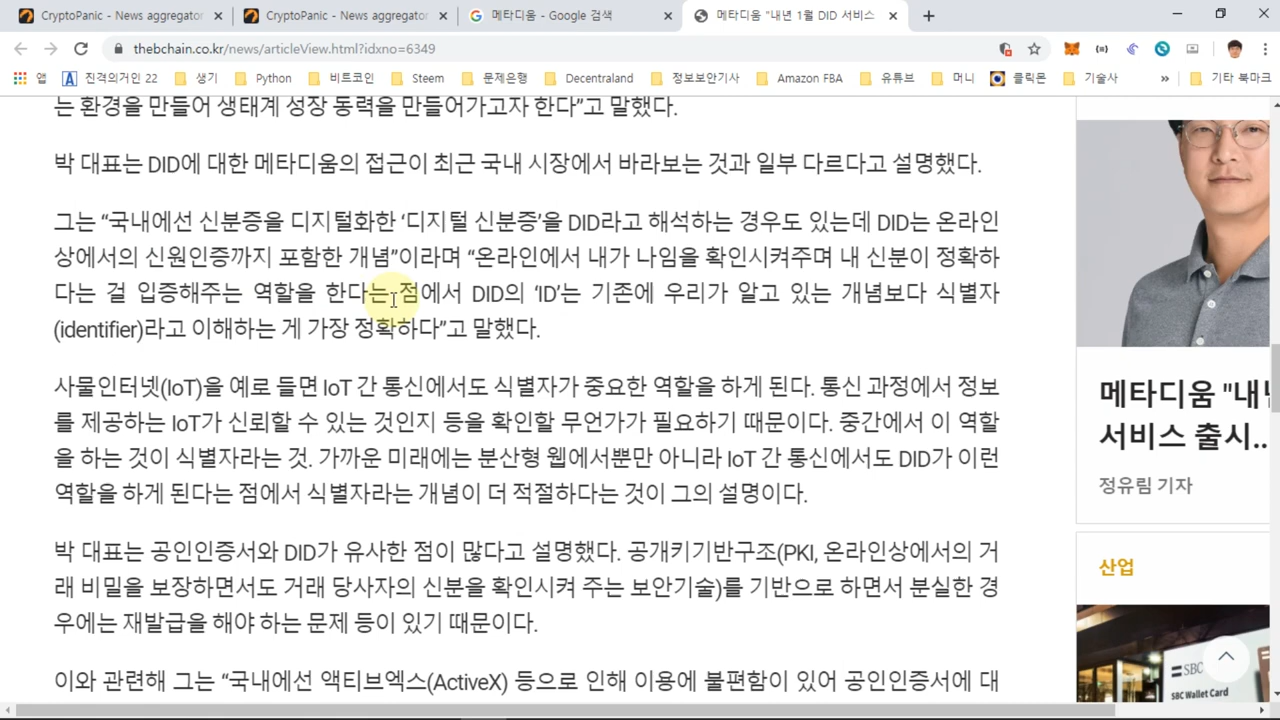 CryptoPanic - News aggregator
CryptoPanic - News aggregator
메타디움 - Google 검색
메타디움 "내년 1월 DID 서비스
thebchain.co.kr/news/articleView.html?idxno=6349
앱
진격의거인 22
생기
Python
비트코인
Steem
문제은행
Decentraland
정보보안기사
Amazon FBA
유튜브
머니
클릭몬
기술사
»
기타 북마크
는 환경을 만들어 생태계 성장 동력을 만들어가고자 한다”고 말했다.
박 대표는 DID에 대한 메타디움의 접근이 최근 국내 시장에서 바라보는 것과 일부 다르다고 설명했다.
그는 “국내에선 신분증을 디지털화한 ‘디지털 신분증’을 DID라고 해석하는 경우도 있는데 DID는 온라인
상에서의 신원인증까지 포함한 개념”이라며 “온라인에서 내가 나임을 확인시켜주며 내 신분이 정확하
다는 걸 입증해주는 역할을 한다는 점에서 DID의 ‘ID’는 기존에 우리가 알고 있는 개념보다 식별자
(identifier)라고 이해하는 게 가장 정확하다”고 말했다.
사물인터넷(IoT)을 예로 들면 IoT 간 통신에서도 식별자가 중요한 역할을 하게 된다. 통신 과정에서 정보
를 제공하는 IoT가 신뢰할 수 있는 것인지 등을 확인할 무언가가 필요하기 때문이다. 중간에서 이 역할
을 하는 것이 식별자라는 것. 가까운 미래에는 분산형 웹에서뿐만 아니라 IoT 간 통신에서도 DID가 이런
역할을 하게 된다는 점에서 식별자라는 개념이 더 적절하다는 것이 그의 설명이다.
박 대표는 공인인증서와 DID가 유사한 점이 많다고 설명했다. 공개키기반구조(PKI, 온라인상에서의 거
래 비밀을 보장하면서도 거래 당사자의 신분을 확인시켜 주는 보안기술)를 기반으로 하면서 분실한 경
우에는 재발급을 해야 하는 문제 등이 있기 때문이다.
이와 관련해 그는 “국내에선 액티브엑스(ActiveX) 등으로 인해 이용에 불편함이 있어 공인인증서에 대
메타디움 "내년
서비스 출시...
정유림 기자
산업
SBC
SBC Wallet Card